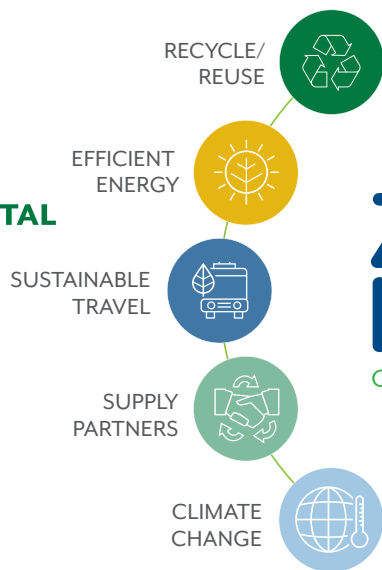 RECYCLE/
REUSE
EFFICIENT
ENERGY
TAL
SUSTAINABLE
TRAVEL
SUPPLY
PARTNERS
CLIMATE
CHANGE